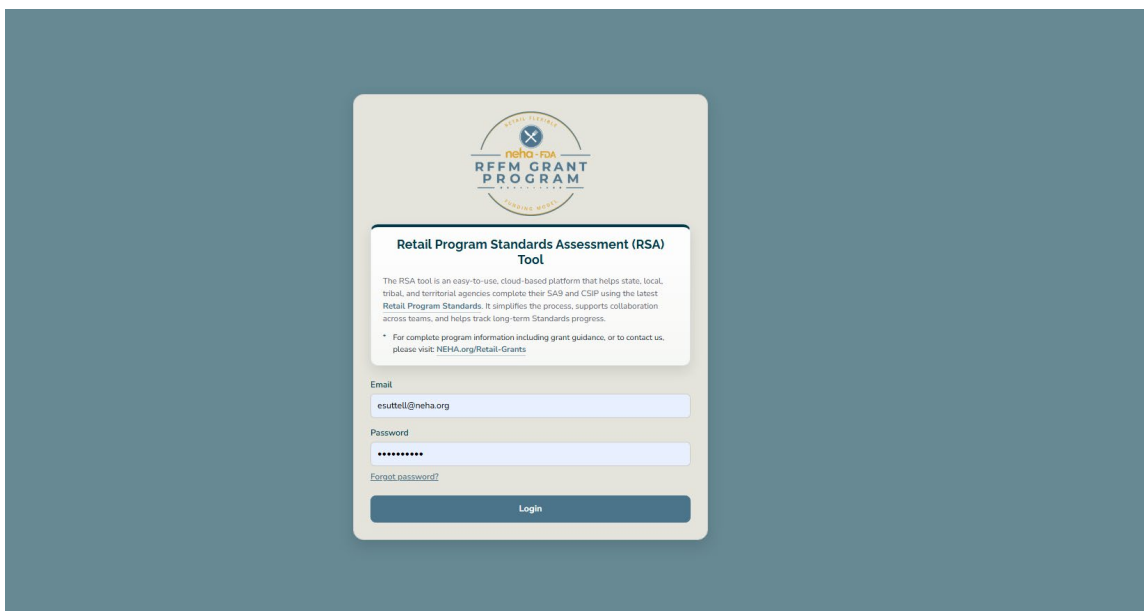 RETAIL FLEXIBLE
neha-FDA
RFFM GRANT
PROGRAM
FUNDING MODEL
Retail Program Standards Assessment (RSA)
Tool
The RSA tool is an easy-to-use, cloud-based platform that helps state, local,
tribal, and territorial agencies complete their SA9 and CSIP using the latest
Retail Program Standards. It simplifies the process, supports collaboration
across teams, and helps track long-term Standards progress.
* For complete program information including grant guidance, or to contact us,
please visit: NEHA.org/Retail-Grants
Email
esuttell@neha.org
Password
••••••••••
Forgot password?
Login